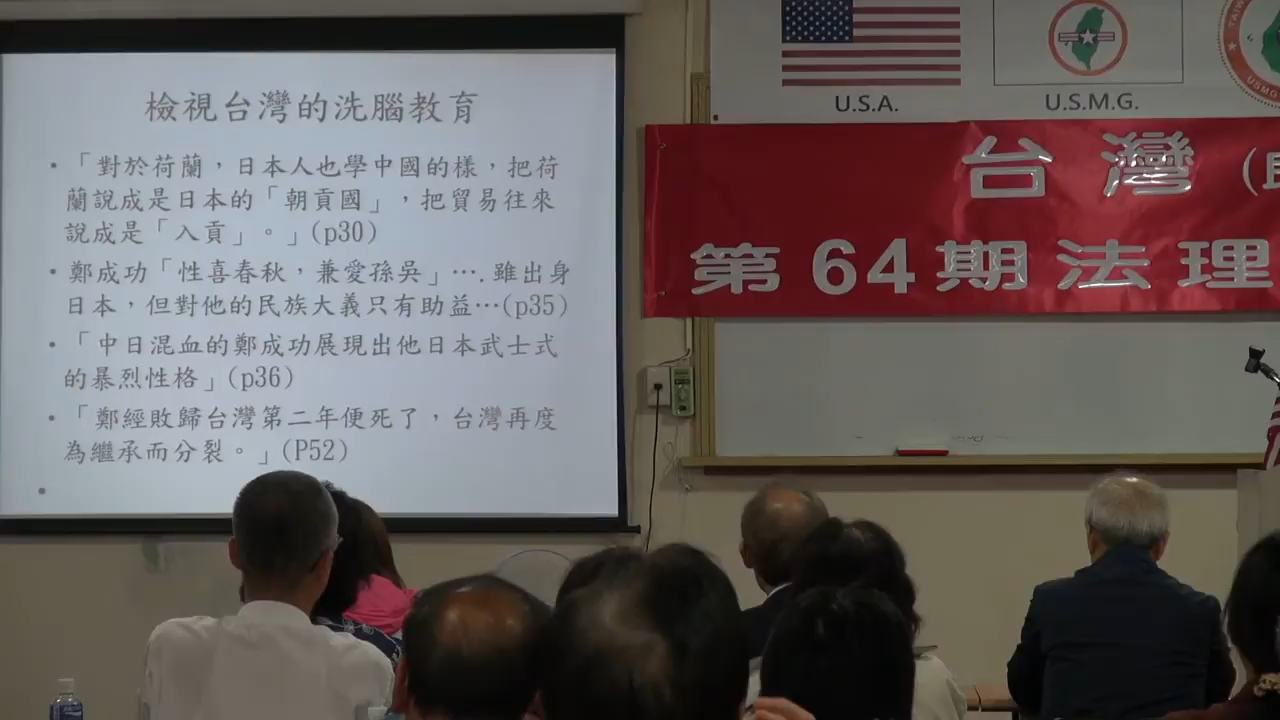 檢視台灣的洗腦教育
• 「對於荷蘭，日本人也學中國的樣，把荷
蘭說成是日本的「朝貢國」，把貿易往來
說成是「入貢」。」(p30)
• 鄭成功「性喜春秋，兼愛孫吳」….雖出身
日本，但對他的民族大義只有助益…(p35)
• 「中日混血的鄭成功展現出他日本武士式
的暴烈性格」(p36)
• 「鄭經敗歸台灣第二年便死了，台灣再度
為繼承而分裂。」(P52)
•
U.S.A.
U.S.M.G.
台灣(
第64期法理